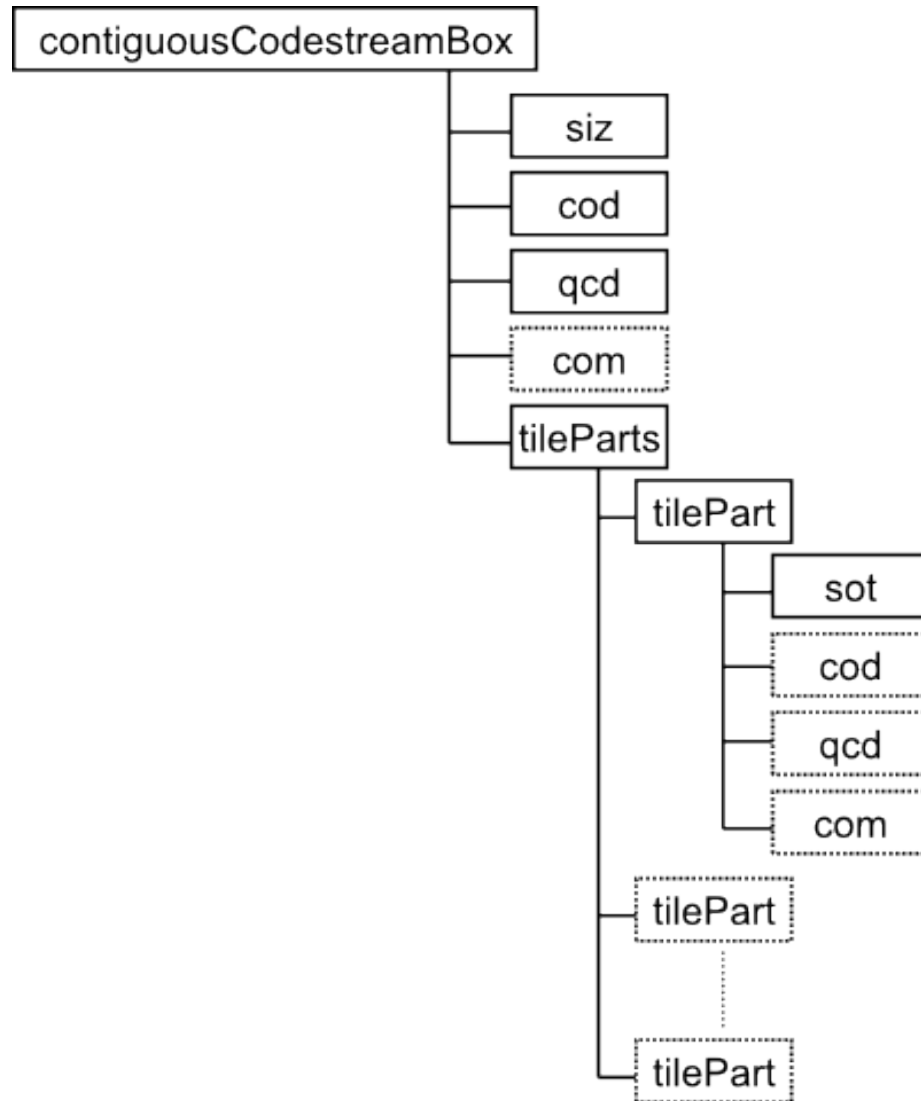 contiguousCodestreamBox
siz
cod
qcd
com
tileParts
tilePart
sot
cod
qcd
com
tilePart
tilePart